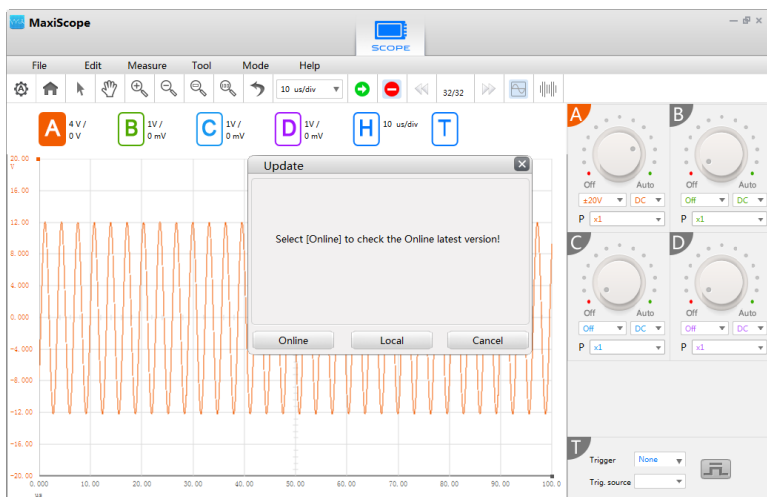 MaxiScope
SCOPE
File Edit Measure Tool Mode Help
10 us/div 32/32
A 4 V / 0 V B 1V / 0 mV C 1V / 0 mV D 1V / 0 mV H 10 us/div T
Update
Select [Online] to check the Online latest version!
Online Local Cancel
20.00
V
16.00
12.00
8.000
4.000
0.000
-4.000
-8.000
-12.00
-16.00
-20.00
0.000 10.00 20.00 30.00 40.00 50.00 60.00 70.00 80.00 90.00 100.0
us
A B
Off Auto Off Auto
±20V DC Off DC
P x1 P x1
C D
Off Auto Off Auto
Off DC Off DC
P x1 P x1
T
Trigger None
Trig. source